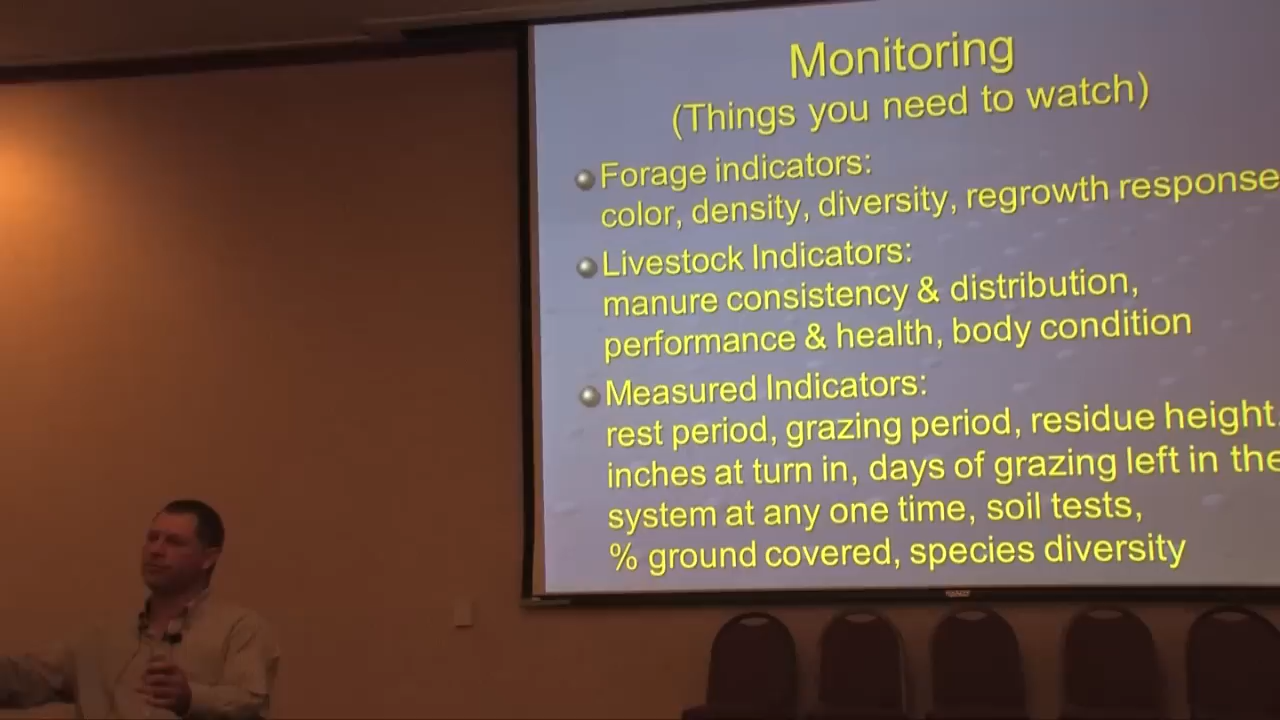 Monitoring
(Things you need to watch)
Forage indicators:
color, density, diversity, regrowth response
Livestock Indicators:
manure consistency & distribution,
performance & health, body condition
Measured Indicators:
rest period, grazing period, residue height,
inches at turn in, days of grazing left in the
system at any one time, soil tests,
% ground covered, species diversity